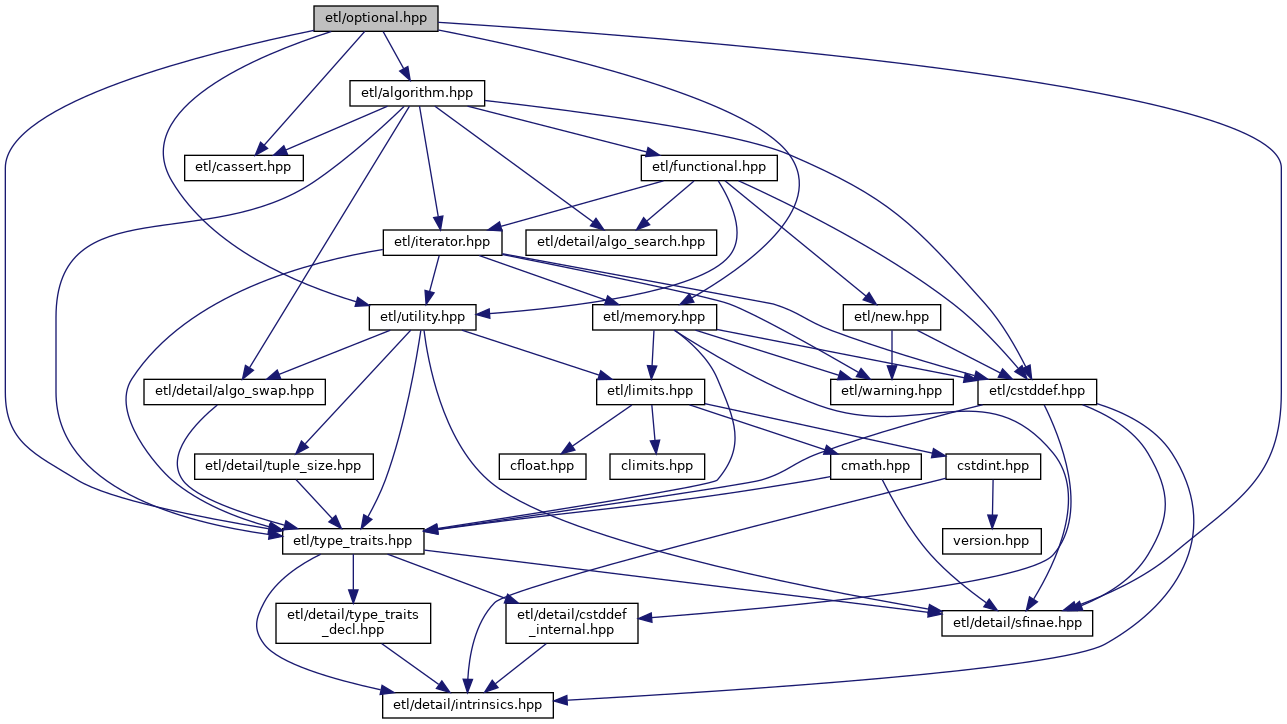 etl/optional.hpp
etl/algorithm.hpp
etl/cassert.hpp
etl/functional.hpp
etl/iterator.hpp
etl/detail/algo_search.hpp
etl/utility.hpp
etl/memory.hpp
etl/new.hpp
etl/detail/algo_swap.hpp
etl/limits.hpp
etl/warning.hpp
etl/cstddef.hpp
etl/detail/tuple_size.hpp
cfloat.hpp
climits.hpp
cmath.hpp
cstdint.hpp
etl/type_traits.hpp
version.hpp
etl/detail/type_traits
_decl.hpp
etl/detail/cstddef
_internal.hpp
etl/detail/sfinae.hpp
etl/detail/intrinsics.hpp